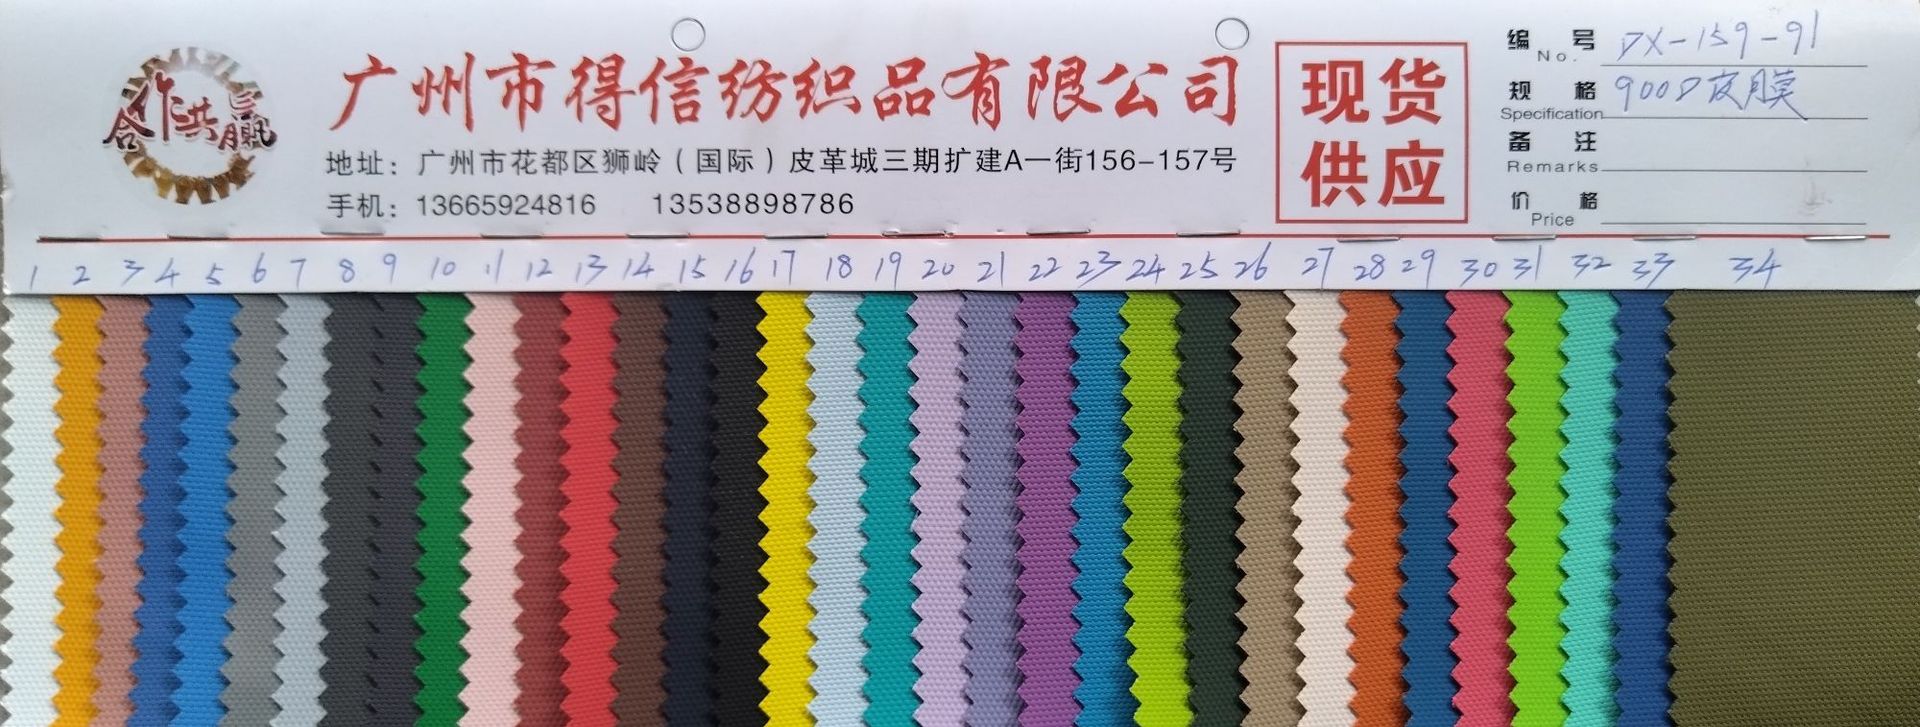 合作共赢
广州市得信纺织品有限公司
地址：广州市花都区狮岭（国际）皮革城三期扩建A一街156-157号
手机：13665924816 13538898786
现货
供应
编号 No. DX-159-91
规格 Specification 900D皮膜
备注 Remarks
价格 Price
1 2 3 4 5 6 7 8 9 10 11 12 13 14 15 16 17 18 19 20 21 22 23 24 25 26 27 28 29 30 31 32 33 34